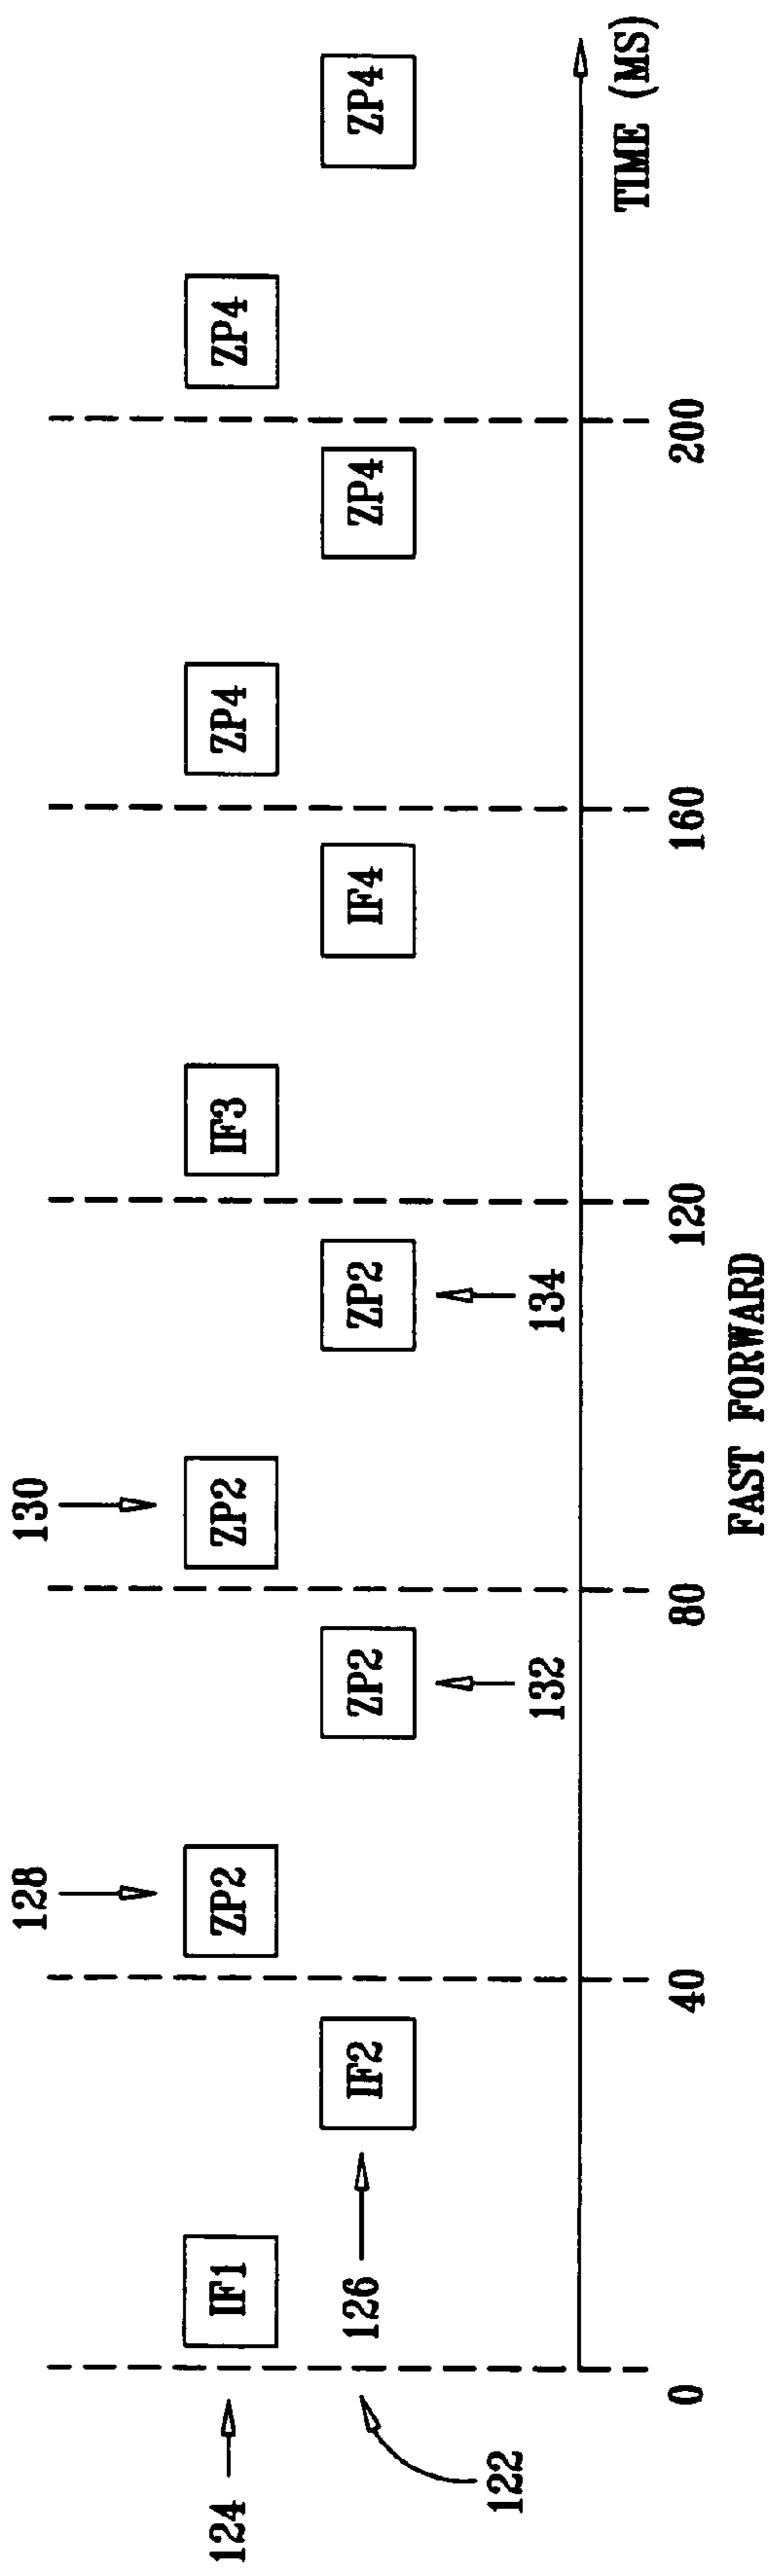 130
128
124
IF1
ZP2
ZP2
IF3
ZP4
ZP4
126
IF2
ZP2
ZP2
IF4
ZP4
ZP4
122
132
134
TIME (MS)
0
40
80
120
160
200
FAST FORWARD